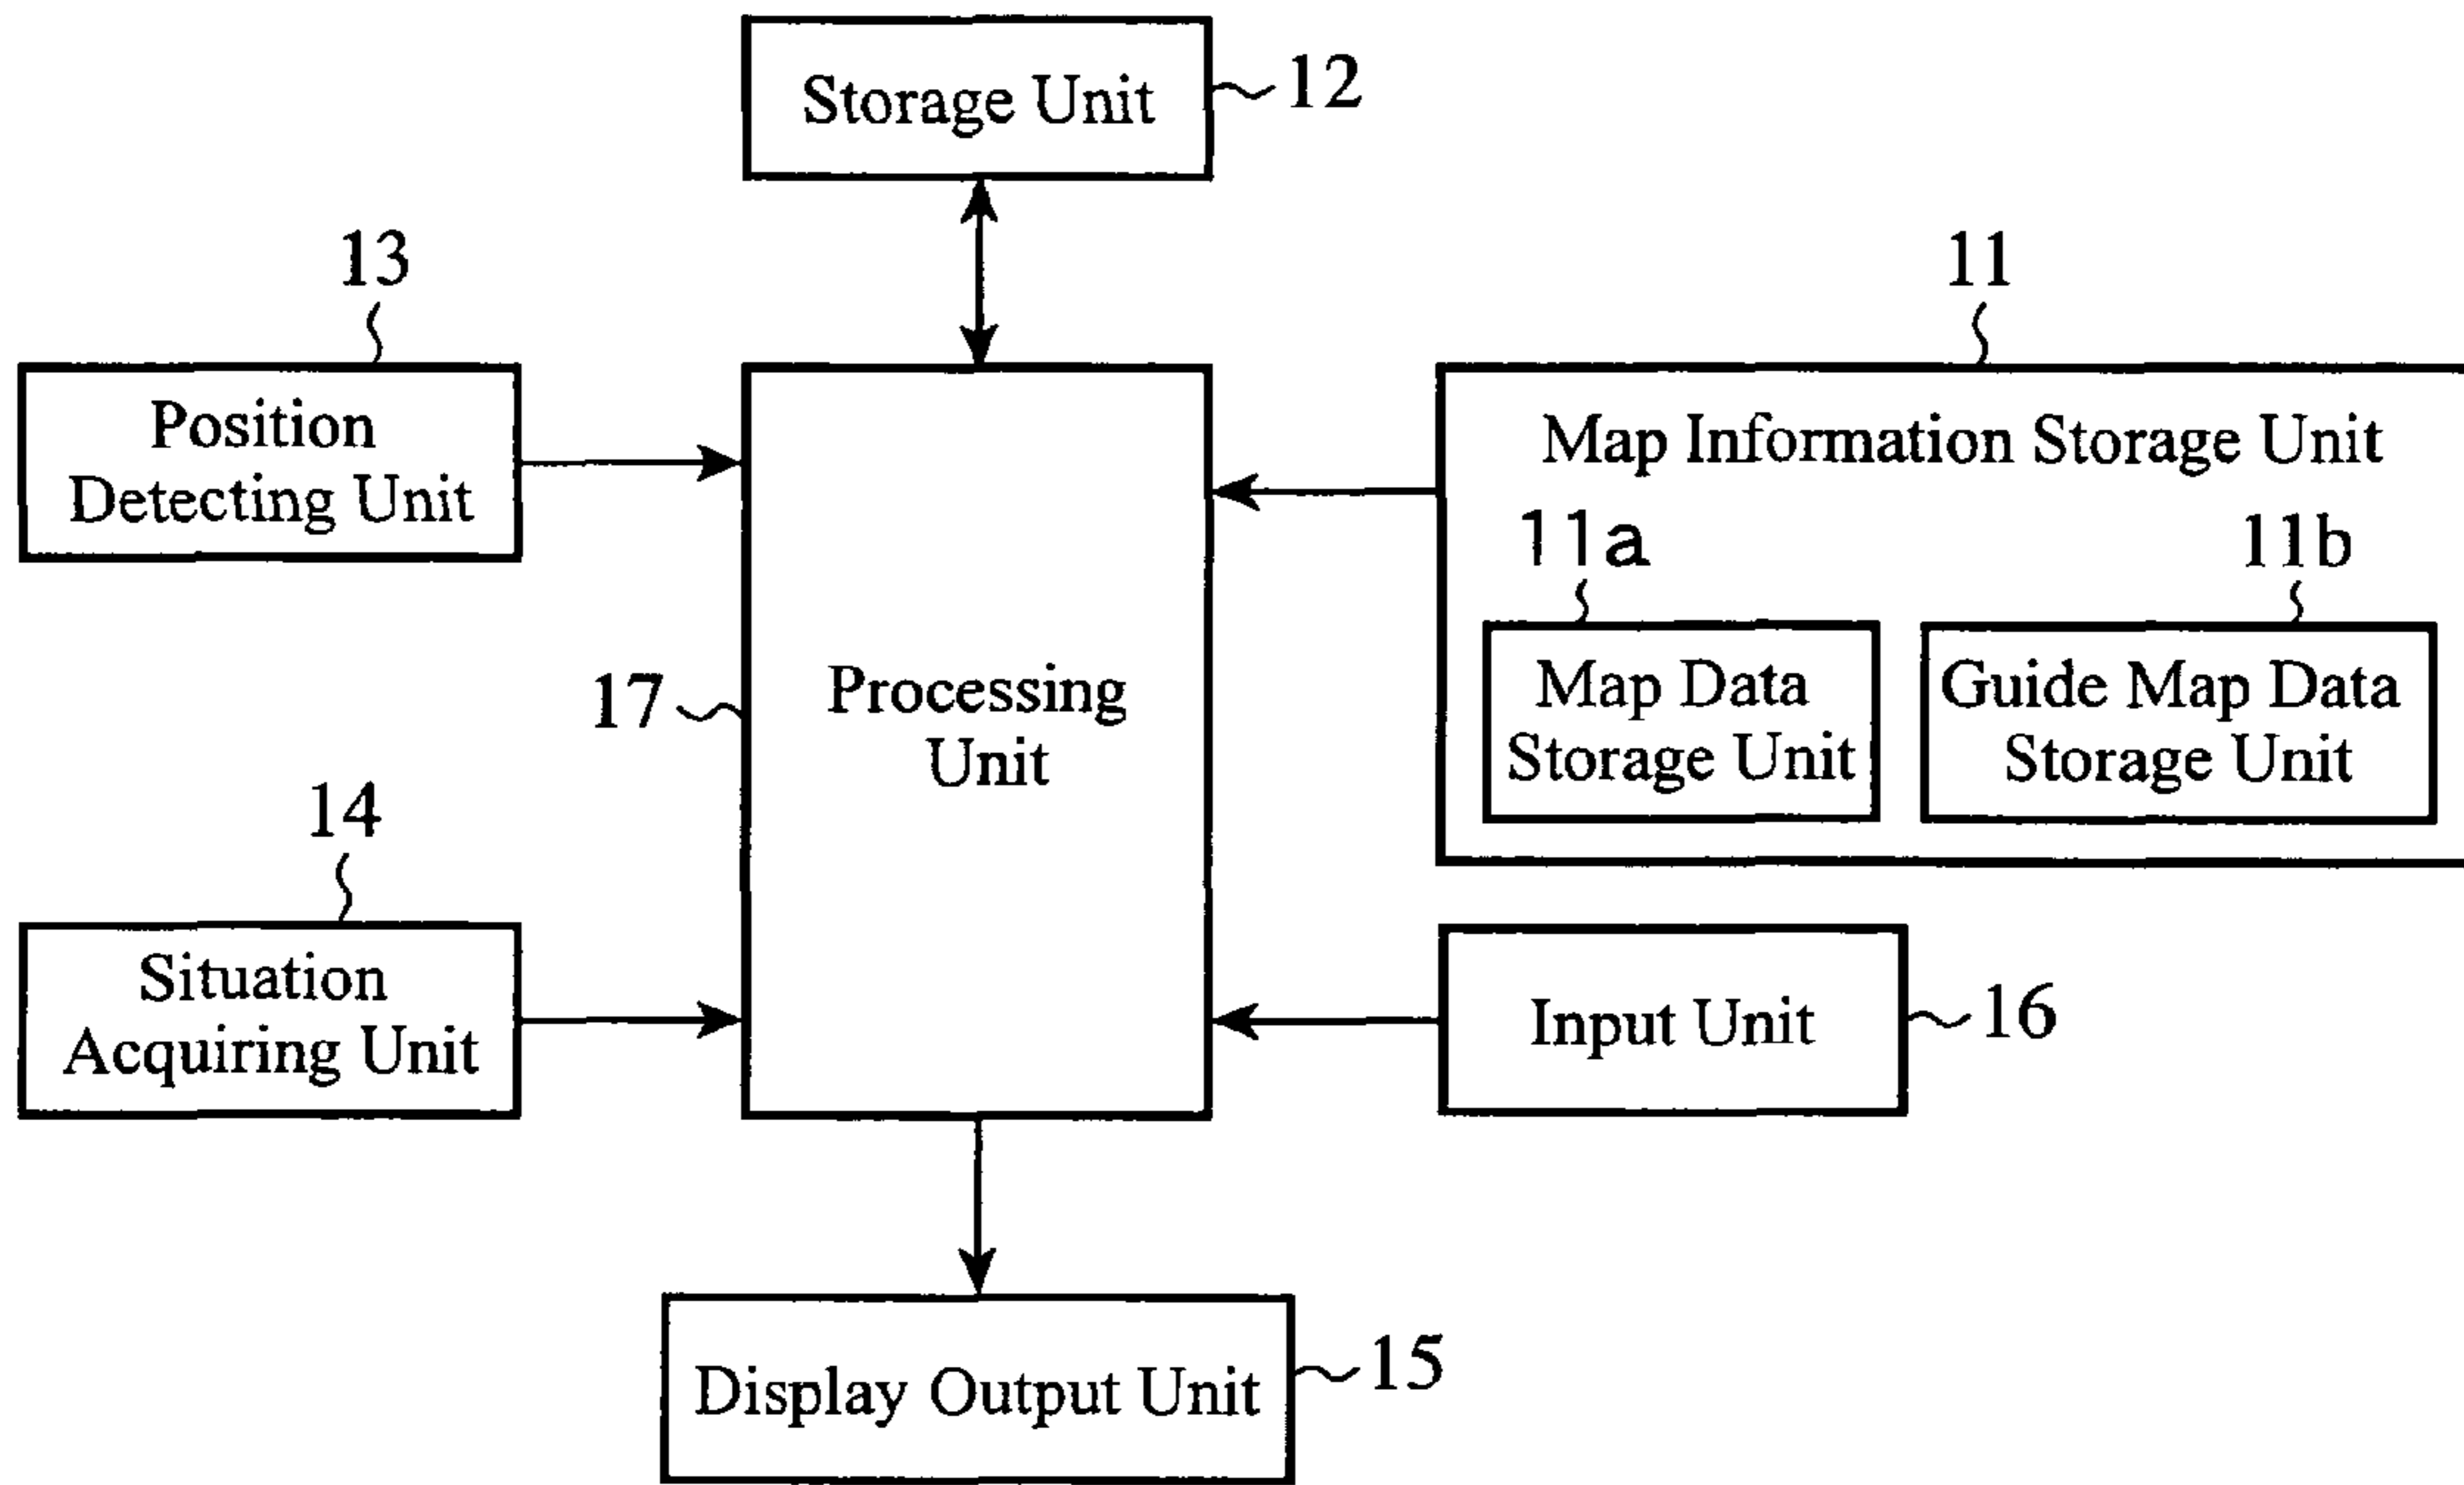 Storage Unit
12
13
Position
Detecting Unit
11
Map Information Storage Unit
11a
Map Data
Storage Unit
11b
Guide Map Data
Storage Unit
17
Processing
Unit
14
Situation
Acquiring Unit
Input Unit
16
Display Output Unit
15